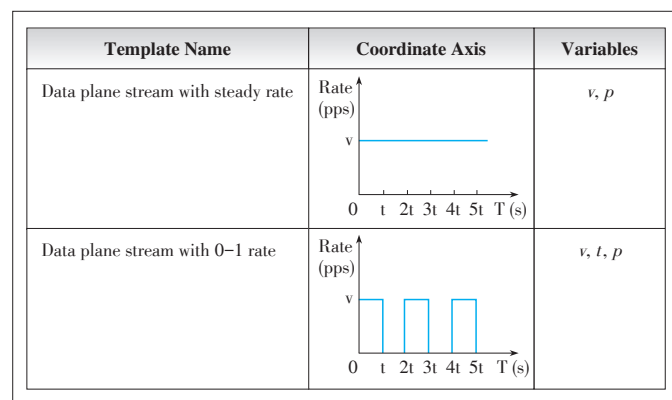 Template Name Coordinate Axis Variables
Data plane stream with steady rate
Rate
(pps)
v
0 t 2t 3t 4t 5t T (s)
v, p
Data plane stream with 0−1 rate
Rate
(pps)
v
0 t 2t 3t 4t 5t T (s)
v, t, p